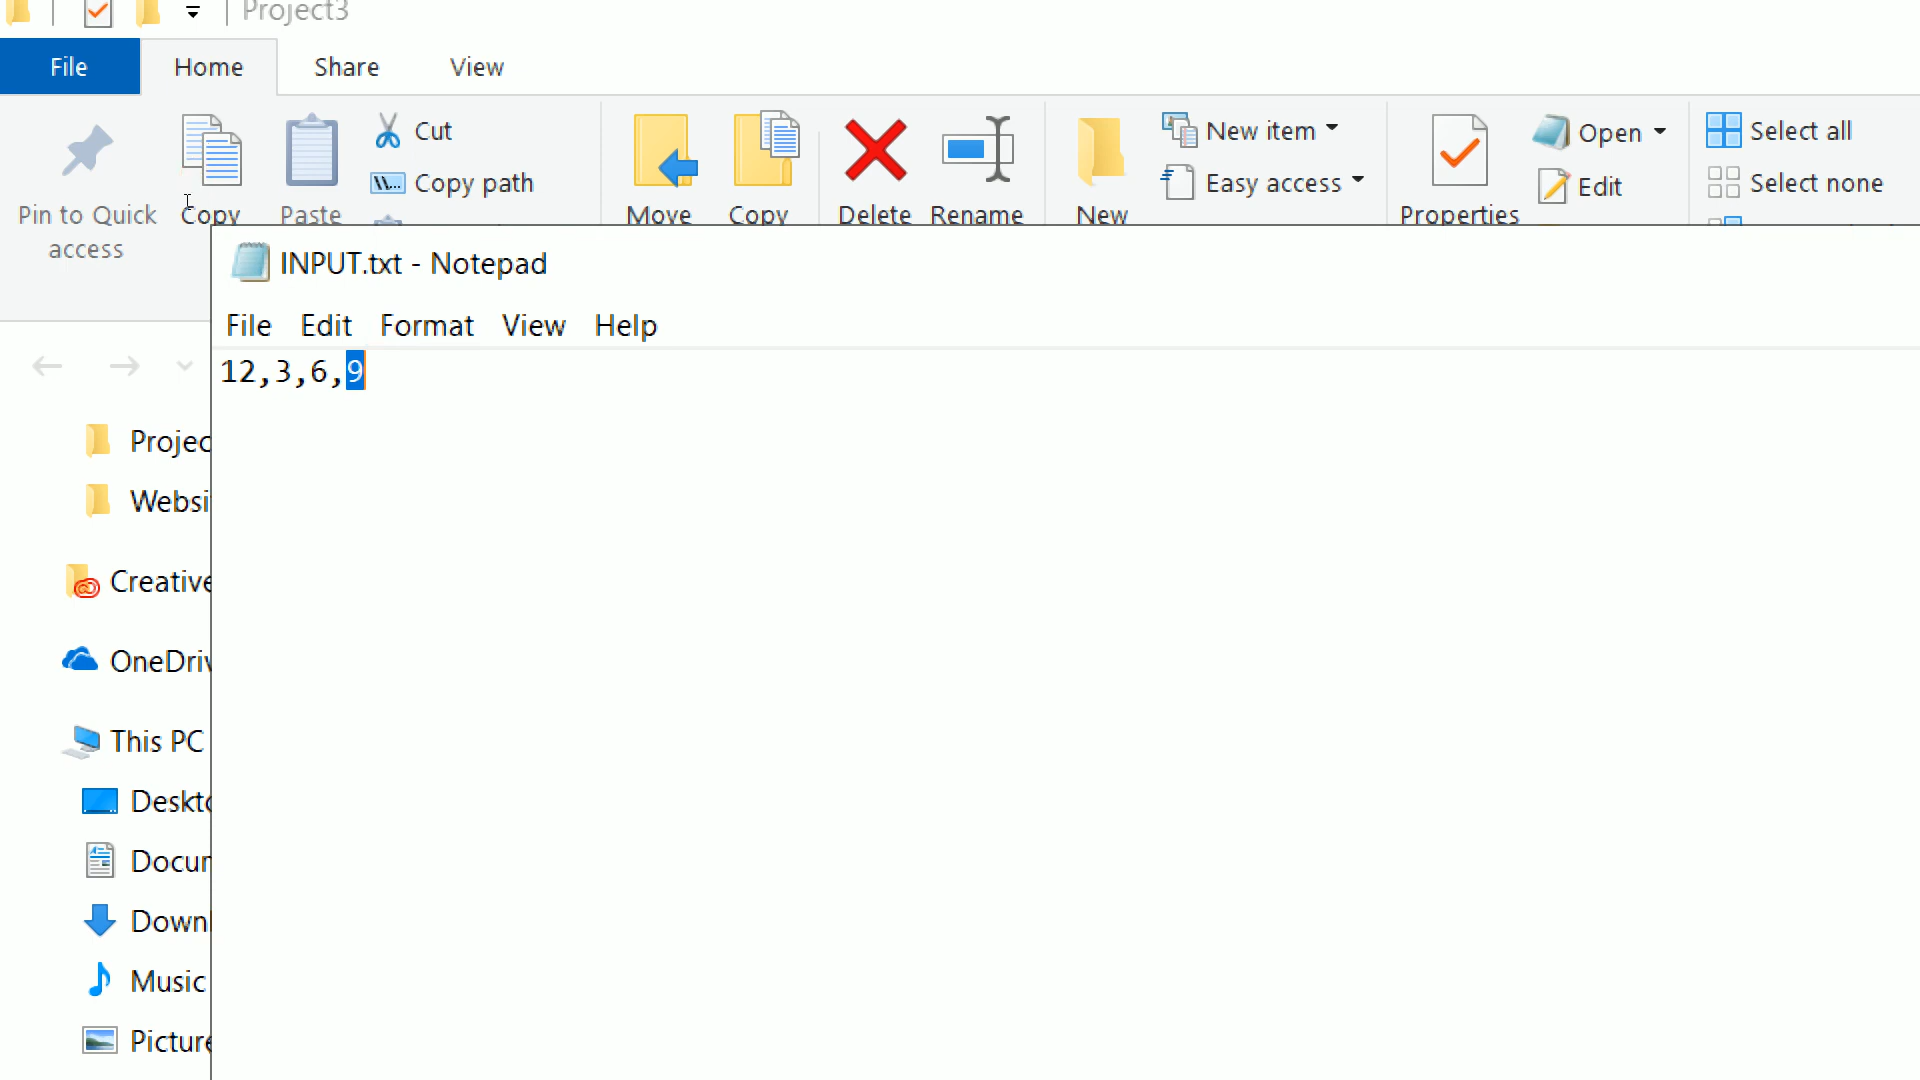 Project3
File Home Share View
Pin to Quick access
Copy
Paste
Cut
Copy path
Move
Copy
Delete
Rename
New
New item
Easy access
Properties
Open
Edit
Select all
Select none
INPUT.txt - Notepad
File Edit Format View Help
12,3,6,9
Projec
Websi
Creative
OneDriv
This PC
Deskto
Docur
Downl
Music
Picture